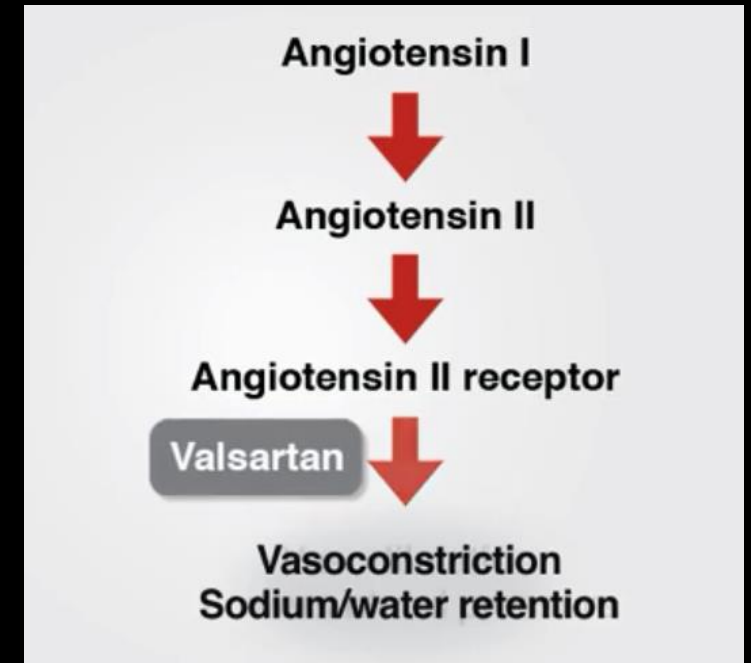 Angiotensin I
Angiotensin II
Angiotensin II receptor
Valsartan
Vasoconstriction
Sodium/water retention